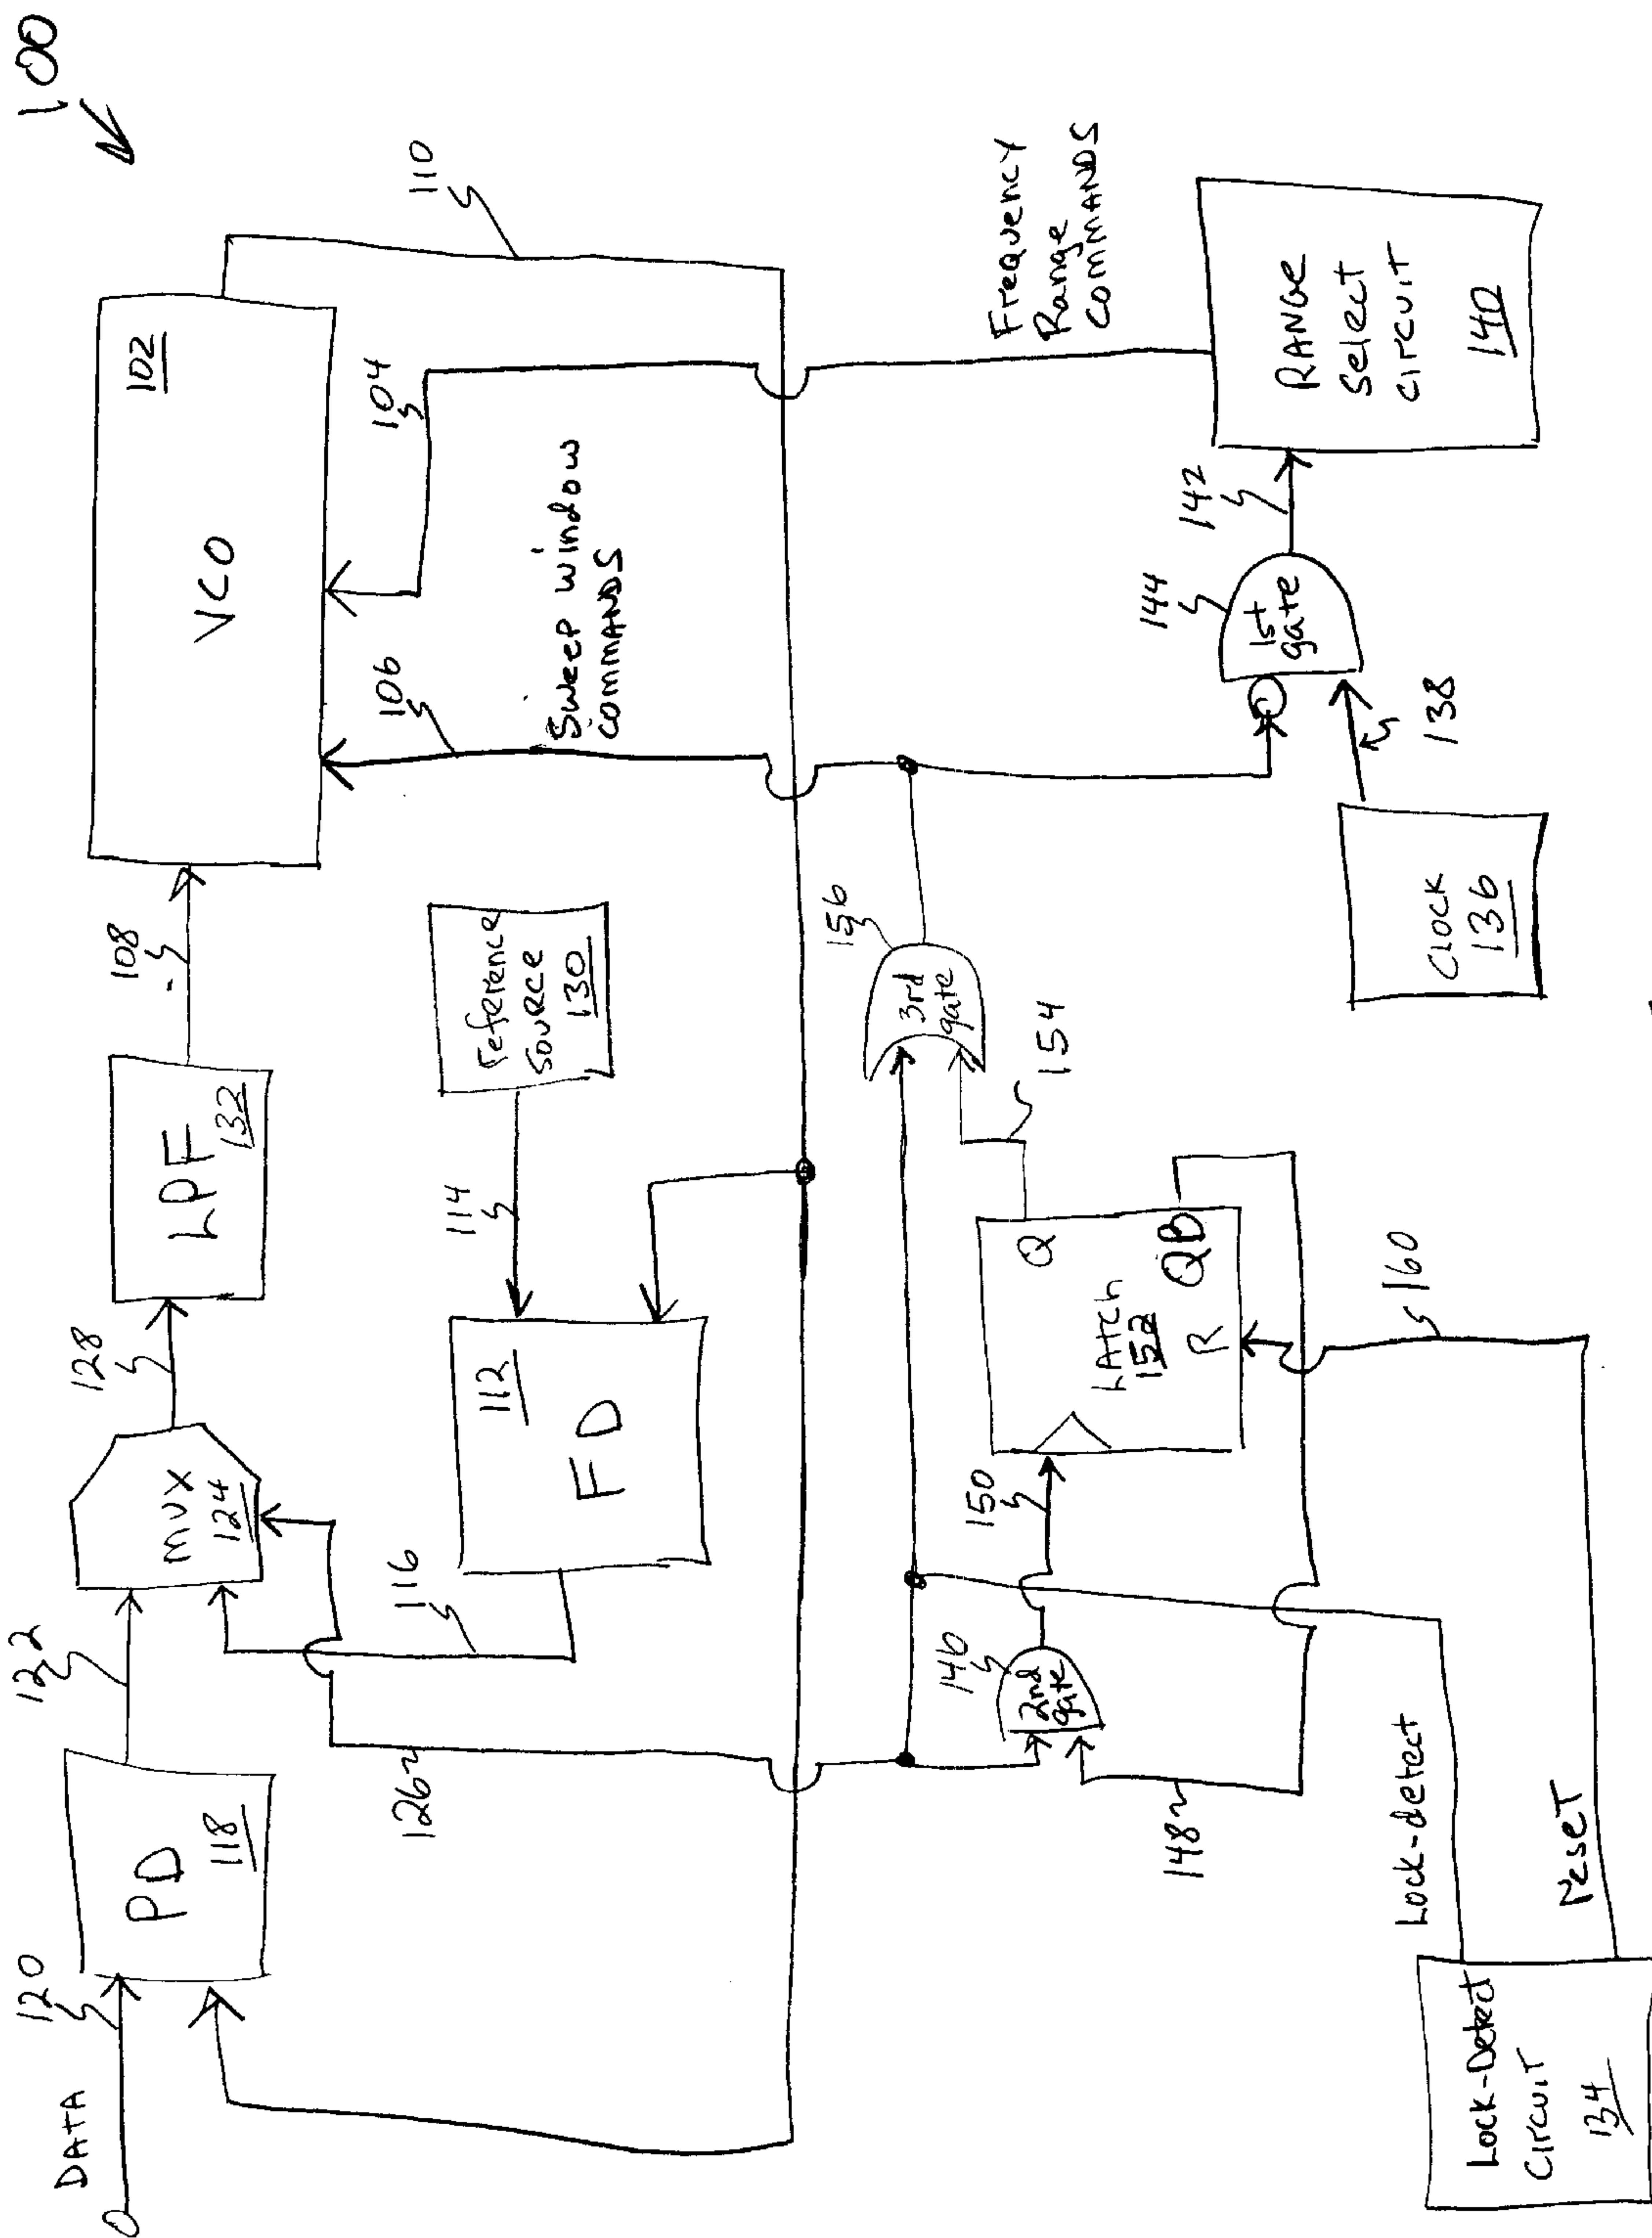 100
DATA
120
PD
118
122
MUX
124
128
LPF
132
108
VCO
102
110
126
116
FD
112
114
reference
source
130
106
104
Sweep window
COMMANDS
Frequency
Range
COMMANDS
146
2nd
gate
148
150
LAtch
152
Q
QB
R
154
3rd
gate
156
160
144
1st
gate
142
RANGe
Select
CIrcuIT
140
138
Clock
136
Lock-detect
reseT
Lock-Detect
CIrcuIT
134